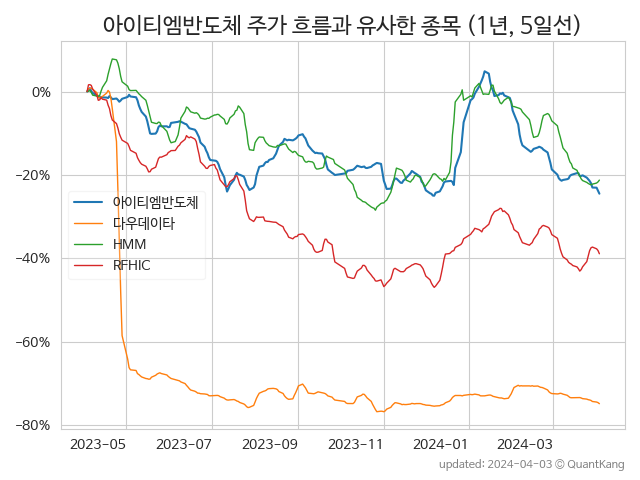 아이티엠반도체 주가 흐름과 유사한 종목 (1년, 5일선)
0%
−20%
−40%
−60%
−80%
아이티엠반도체
다우데이타
HMM
RFHIC
2023−05
2023−07
2023−09
2023−11
2024−01
2024−03
updated: 2024−04−03 © QuantKang